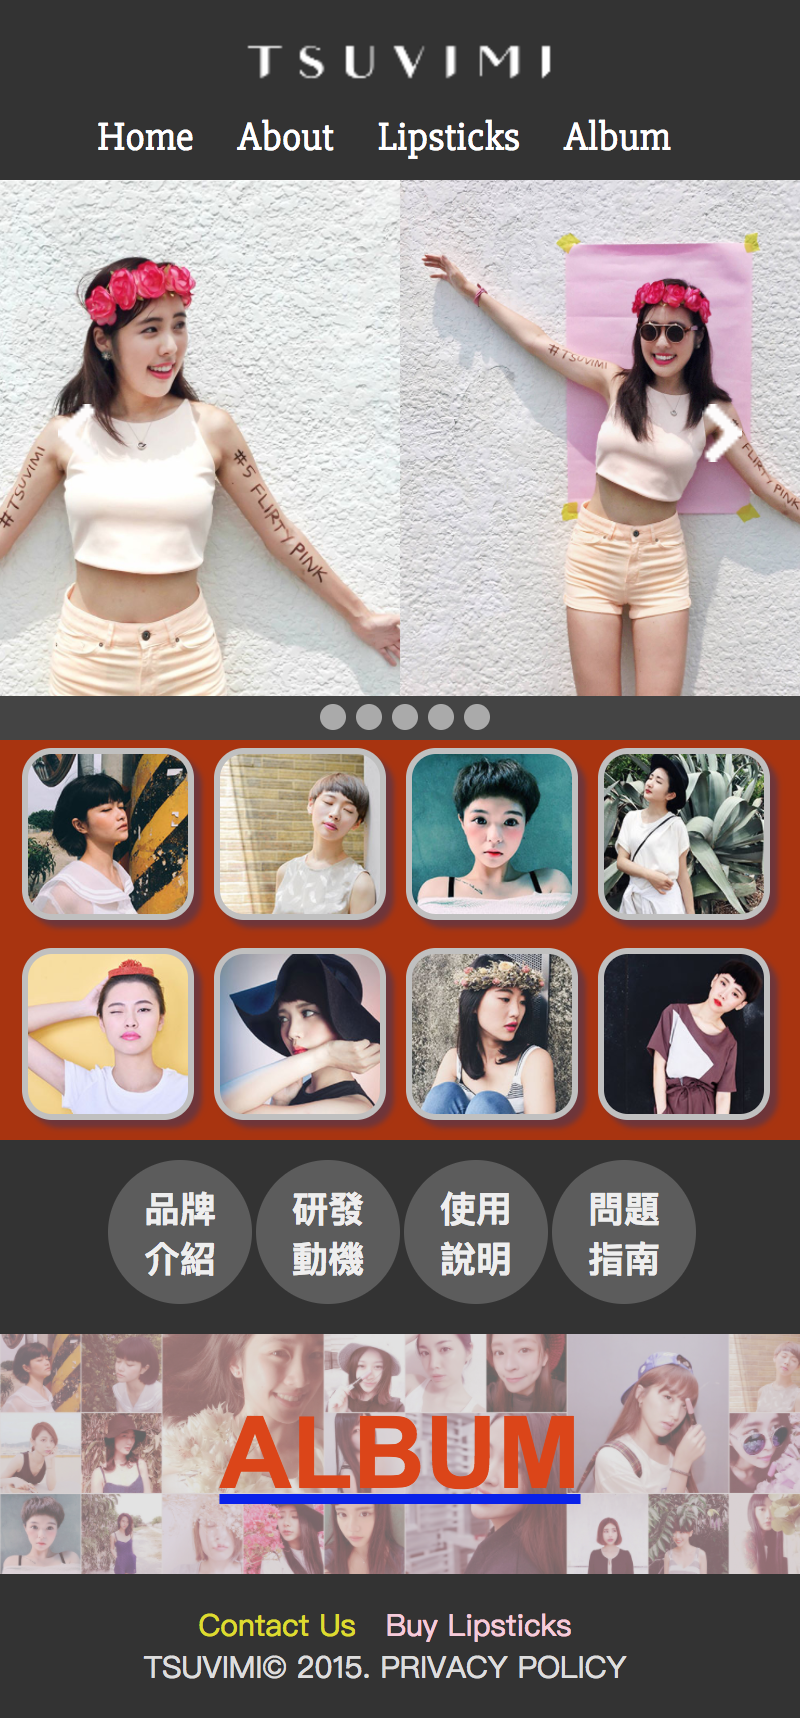 TSUVIMI
Home About Lipsticks Album
#TSUVIMI
#5 FLIRTY PINK
#TSUVIMI
FLIRTY PINK
品牌
介紹
研發
動機
使用
說明
問題
指南
ALBUM
Contact Us Buy Lipsticks
TSUVIMI© 2015. PRIVACY POLICY